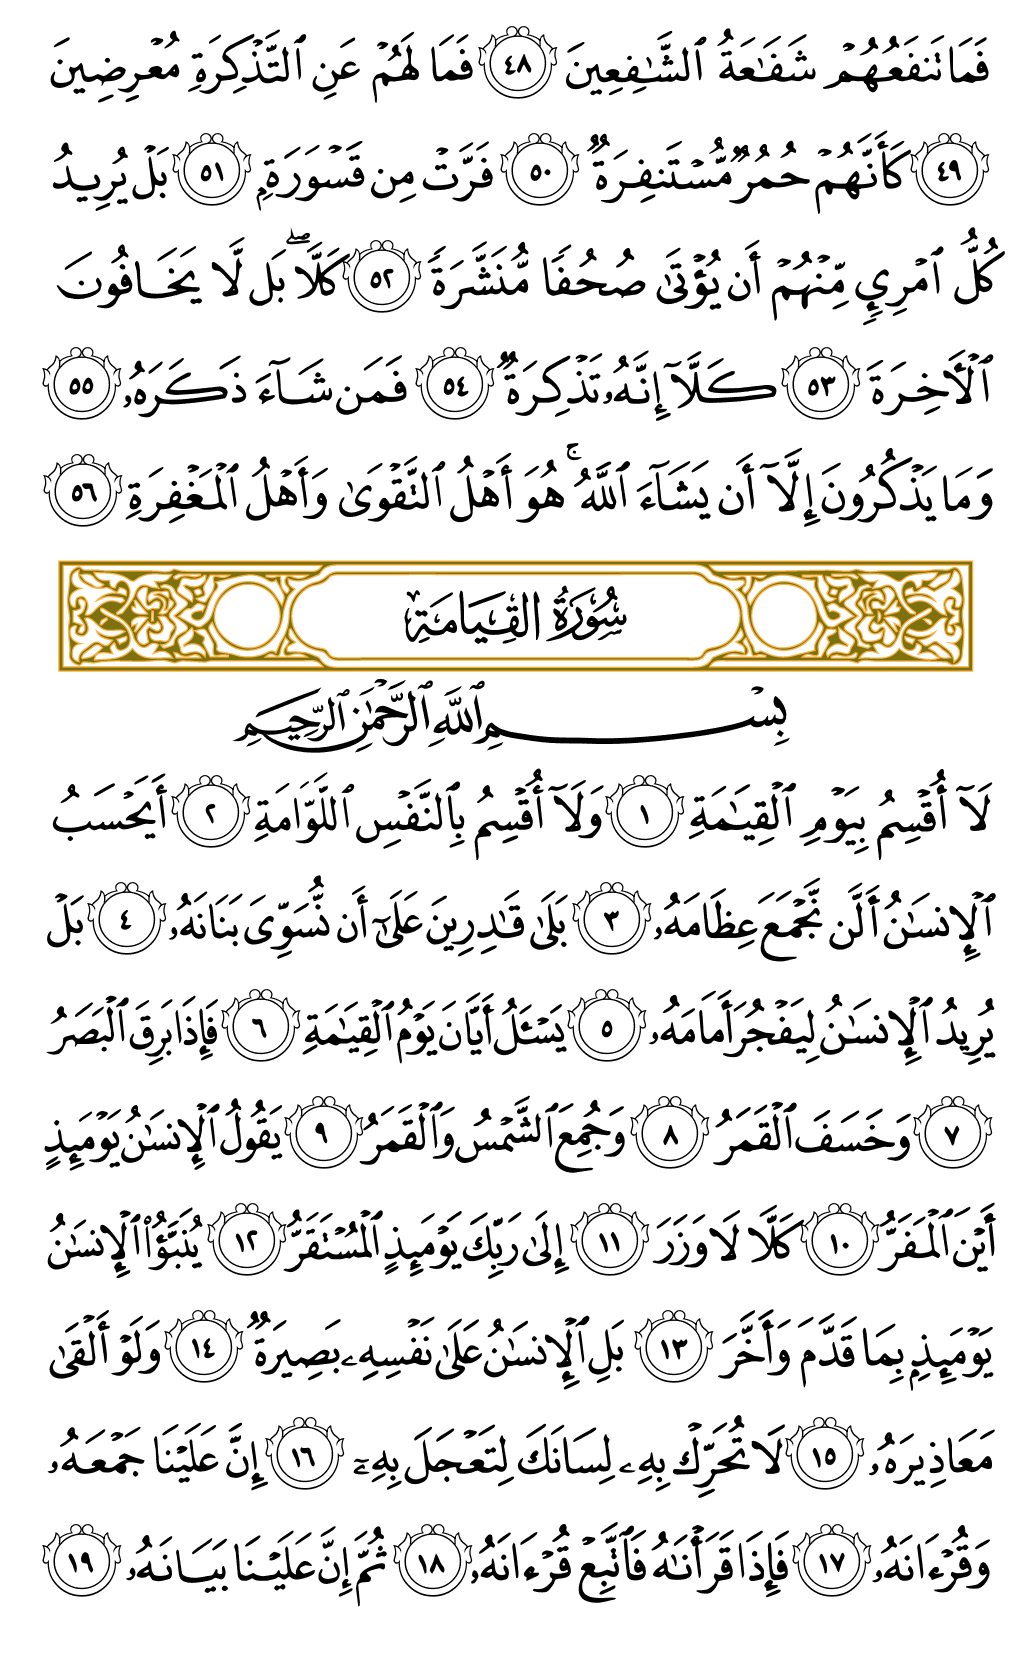 فَمَا تَنفَعُهُمۡ شَفَٰعَةُ ٱلشَّٰفِعِينَ ٤٨ فَمَا لَهُمۡ عَنِ ٱلتَّذۡكِرَةِ مُعۡرِضِينَ
٤٩ كَأَنَّهُمۡ حُمُرٞ مُّسۡتَنفِرَةٞ ٥٠ فَرَّتۡ مِن قَسۡوَرَةِۭ ٥١ بَلۡ يُرِيدُ
كُلُّ ٱمۡرِيٕٖ مِّنۡهُمۡ أَن يُؤۡتَىٰ صُحُفٗا مُّنَشَّرَةٗ ٥٢ كَلَّاۖ بَل لَّا يَخَافُونَ
ٱلۡأٓخِرَةَ ٥٣ كَلَّآ إِنَّهُۥ تَذۡكِرَةٞ ٥٤ فَمَن شَآءَ ذَكَرَهُۥ ٥٥
وَمَا يَذۡكُرُونَ إِلَّآ أَن يَشَآءَ ٱللَّهُۚ هُوَ أَهۡلُ ٱلتَّقۡوَىٰ وَأَهۡلُ ٱلۡمَغۡفِرَةِ ٥٦
سُورَةُ القِيَامَةِ
بِسۡمِ ٱللَّهِ ٱلرَّحۡمَٰنِ ٱلرَّحِيمِ
لَآ أُقۡسِمُ بِيَوۡمِ ٱلۡقِيَٰمَةِ ١ وَلَآ أُقۡسِمُ بِٱلنَّفۡسِ ٱللَّوَّامَةِ ٢ أَيَحۡسَبُ
ٱلۡإِنسَٰنُ أَلَّن نَّجۡمَعَ عِظَامَهُۥ ٣ بَلَىٰ قَٰدِرِينَ عَلَىٰٓ أَن نُّسَوِّيَ بَنَانَهُۥ ٤ بَلۡ
يُرِيدُ ٱلۡإِنسَٰنُ لِيَفۡجُرَ أَمَامَهُۥ ٥ يَسۡـَٔلُ أَيَّانَ يَوۡمُ ٱلۡقِيَٰمَةِ ٦ فَإِذَا بَرِقَ ٱلۡبَصَرُ
٧ وَخَسَفَ ٱلۡقَمَرُ ٨ وَجُمِعَ ٱلشَّمۡسُ وَٱلۡقَمَرُ ٩ يَقُولُ ٱلۡإِنسَٰنُ يَوۡمَئِذٍ
أَيۡنَ ٱلۡمَفَرُّ ١٠ كَلَّا لَا وَزَرَ ١١ إِلَىٰ رَبِّكَ يَوۡمَئِذٍ ٱلۡمُسۡتَقَرُّ ١٢ يُنَبَّؤُاْ ٱلۡإِنسَٰنُ
يَوۡمَئِذِۭ بِمَا قَدَّمَ وَأَخَّرَ ١٣ بَلِ ٱلۡإِنسَٰنُ عَلَىٰ نَفۡسِهِۦ بَصِيرَةٞ ١٤ وَلَوۡ أَلۡقَىٰ
مَعَاذِيرَهُۥ ١٥ لَا تُحَرِّكۡ بِهِۦ لِسَانَكَ لِتَعۡجَلَ بِهِۦٓ ١٦ إِنَّ عَلَيۡنَا جَمۡعَهُۥ
وَقُرۡءَانَهُۥ ١٧ فَإِذَا قَرَأۡنَٰهُ فَٱتَّبِعۡ قُرۡءَانَهُۥ ١٨ ثُمَّ إِنَّ عَلَيۡنَا بَيَانَهُۥ ١٩